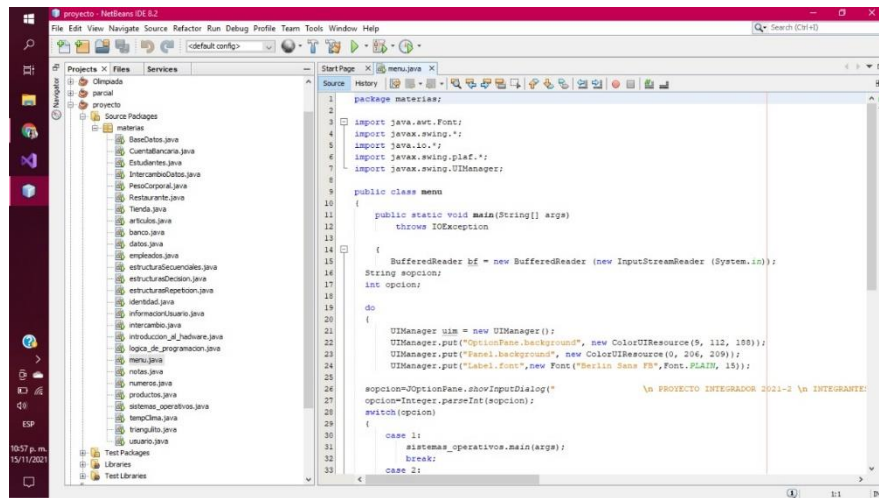 proyecto - NetBeans IDE 8.2
File Edit View Navigate Source Refactor Run Debug Profile Team Tools Window Help
Search (Ctrl+I)
<default config>
Projects Files Services
Start Page menu.java
Navigator
Source History
Olimpiada
parcial
proyecto
Source Packages
materias
BaseDatos.java
CuentaBancaria.java
Estudiantes.java
IntercambioDatos.java
PesoCorporal.java
Restaurante.java
Tienda.java
articulos.java
banco.java
datos.java
empleados.java
estructuraSecuenciales.java
estructurasDecision.java
estructurasRepeticion.java
identidad.java
informacionUsuario.java
intercambio.java
introduccion_al_hadware.java
logica_de_programacion.java
menu.java
notas.java
numeros.java
productos.java
sistemas_operativos.java
tempClima.java
triangulito.java
usuario.java
Test Packages
Libraries
Test Libraries
1 package materias;
2
3 import java.awt.Font;
4 import javax.swing.*;
5 import java.io.*;
6 import javax.swing.plaf.*;
7 import javax.swing.UIManager;
8
9 public class menu
10 {
11 public static void main(String[] args)
12 throws IOException
13
14 {
15 BufferedReader bf = new BufferedReader (new InputStreamReader (System.in));
16 String sopcion;
17 int opcion;
18
19 do
20 {
21 UIManager uim = new UIManager();
22 UIManager.put("OptionPane.background", new ColorUIResource(9, 112, 188));
23 UIManager.put("Panel.background", new ColorUIResource(0, 206, 209));
24 UIManager.put("Label.font",new Font("Berlin Sans FB",Font.PLAIN, 15));
25
26 sopcion=JOptionPane.showInputDialog(" \n PROYECTO INTEGRADOR 2021-2 \n INTEGRANTE
27 opcion=Integer.parseInt(sopcion);
28 switch(opcion)
29 {
30 case 1:
31 sistemas_operativos.main(args);
32 break;
33 case 2:
ESP
10:57 p. m.
15/11/2021
1:1